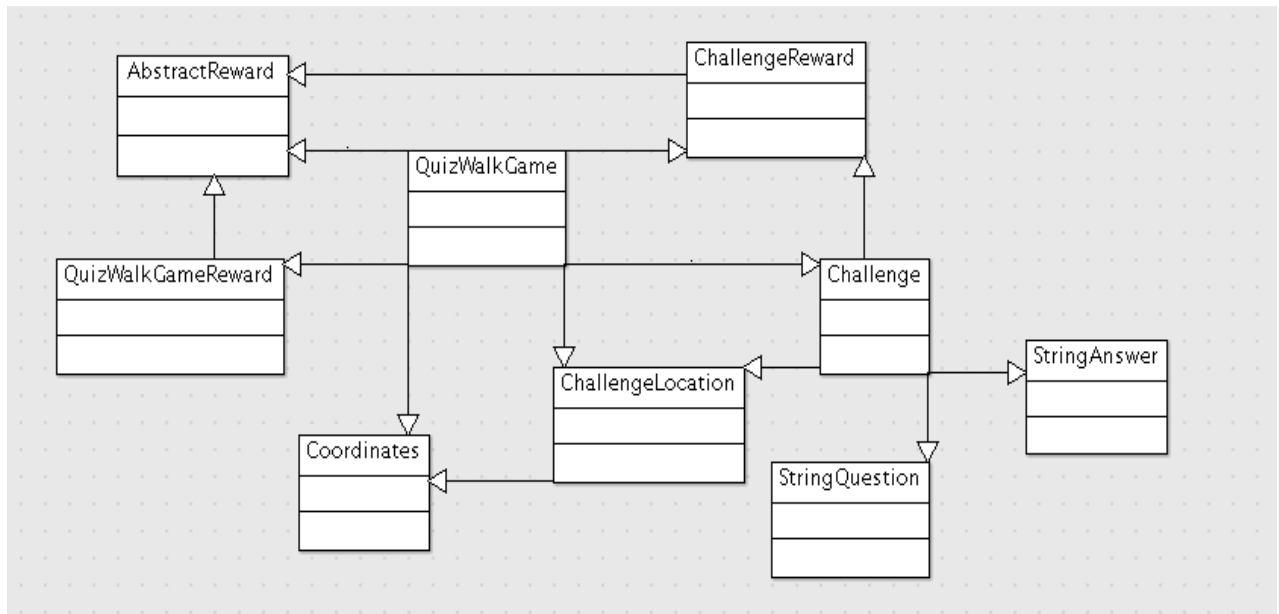 AbstractReward
ChallengeReward
QuizWalkGame
QuizWalkGameReward
Challenge
StringAnswer
ChallengeLocation
Coordinates
StringQuestion